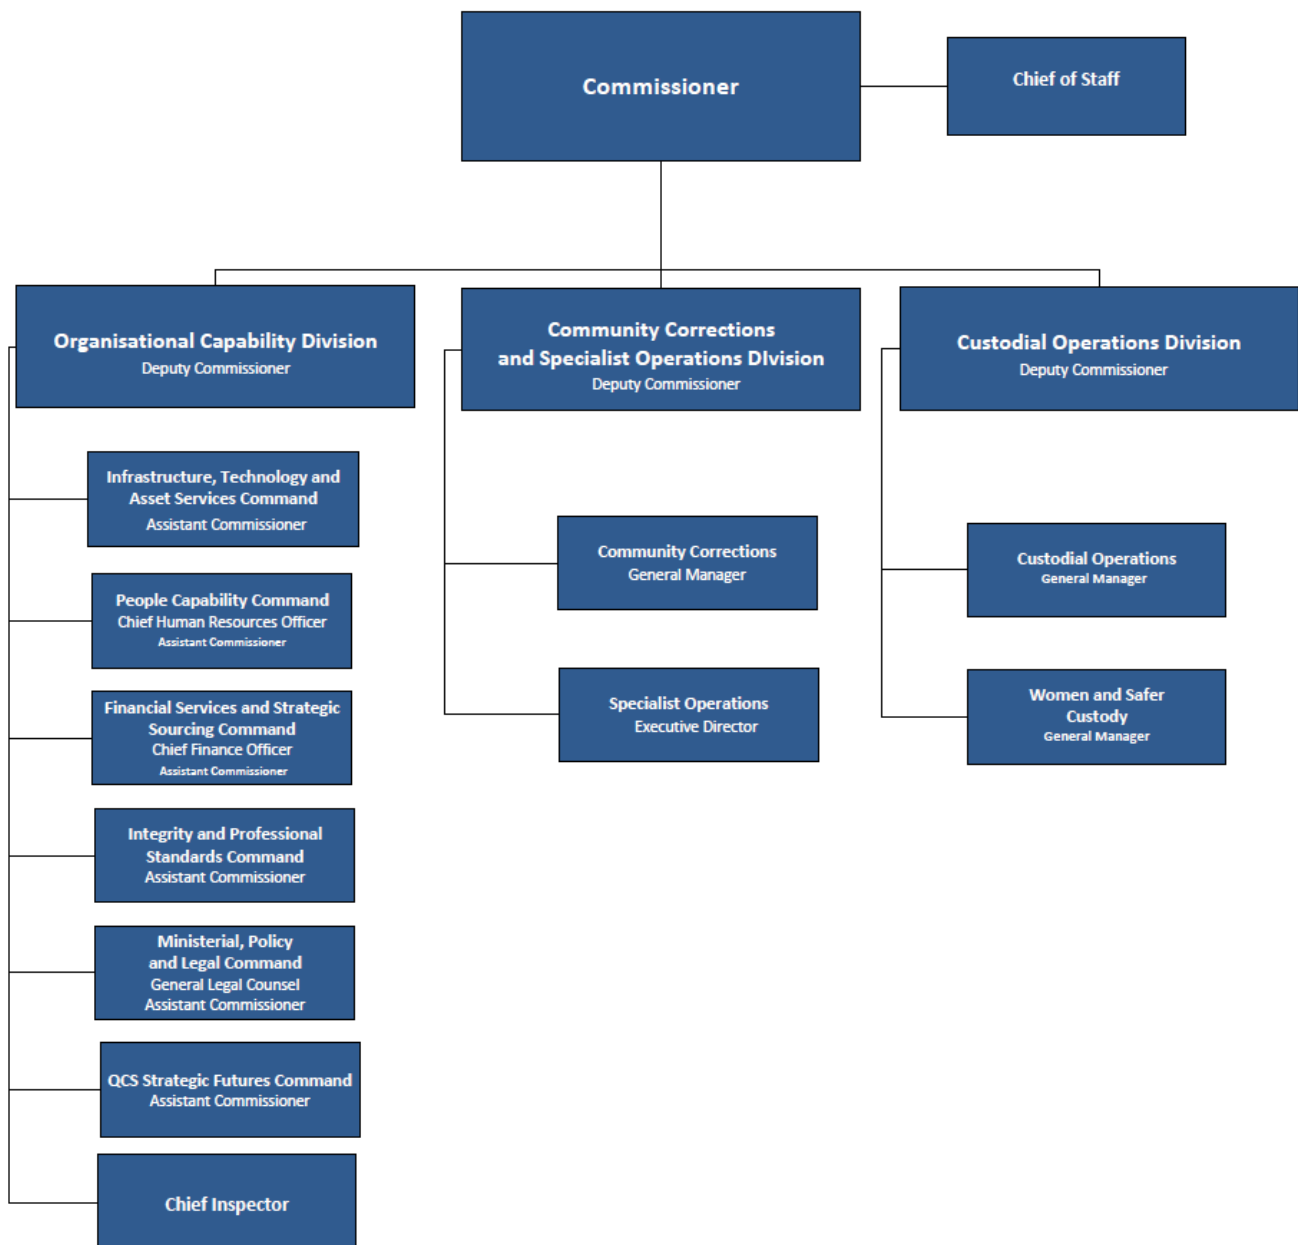 Commissioner
Chief of Staff
Organisational Capability Division
Deputy Commissioner
Community Corrections
and Specialist Operations DIvision
Deputy Commissioner
Custodial Operations Division
Deputy Commissioner
Infrastructure, Technology and
Asset Services Command
Assistant Commissioner
People Capability Command
Chief Human Resources Officer
Assistant Commissioner
Financial Services and Strategic
Sourcing Command
Chief Finance Officer
Assistant Commissioner
Integrity and Professional
Standards Command
Assistant Commissioner
Ministerial, Policy
and Legal Command
General Legal Counsel
Assistant Commissioner
QCS Strategic Futures Command
Assistant Commissioner
Chief Inspector
Community Corrections
General Manager
Specialist Operations
Executive Director
Custodial Operations
General Manager
Women and Safer
Custody
General Manager